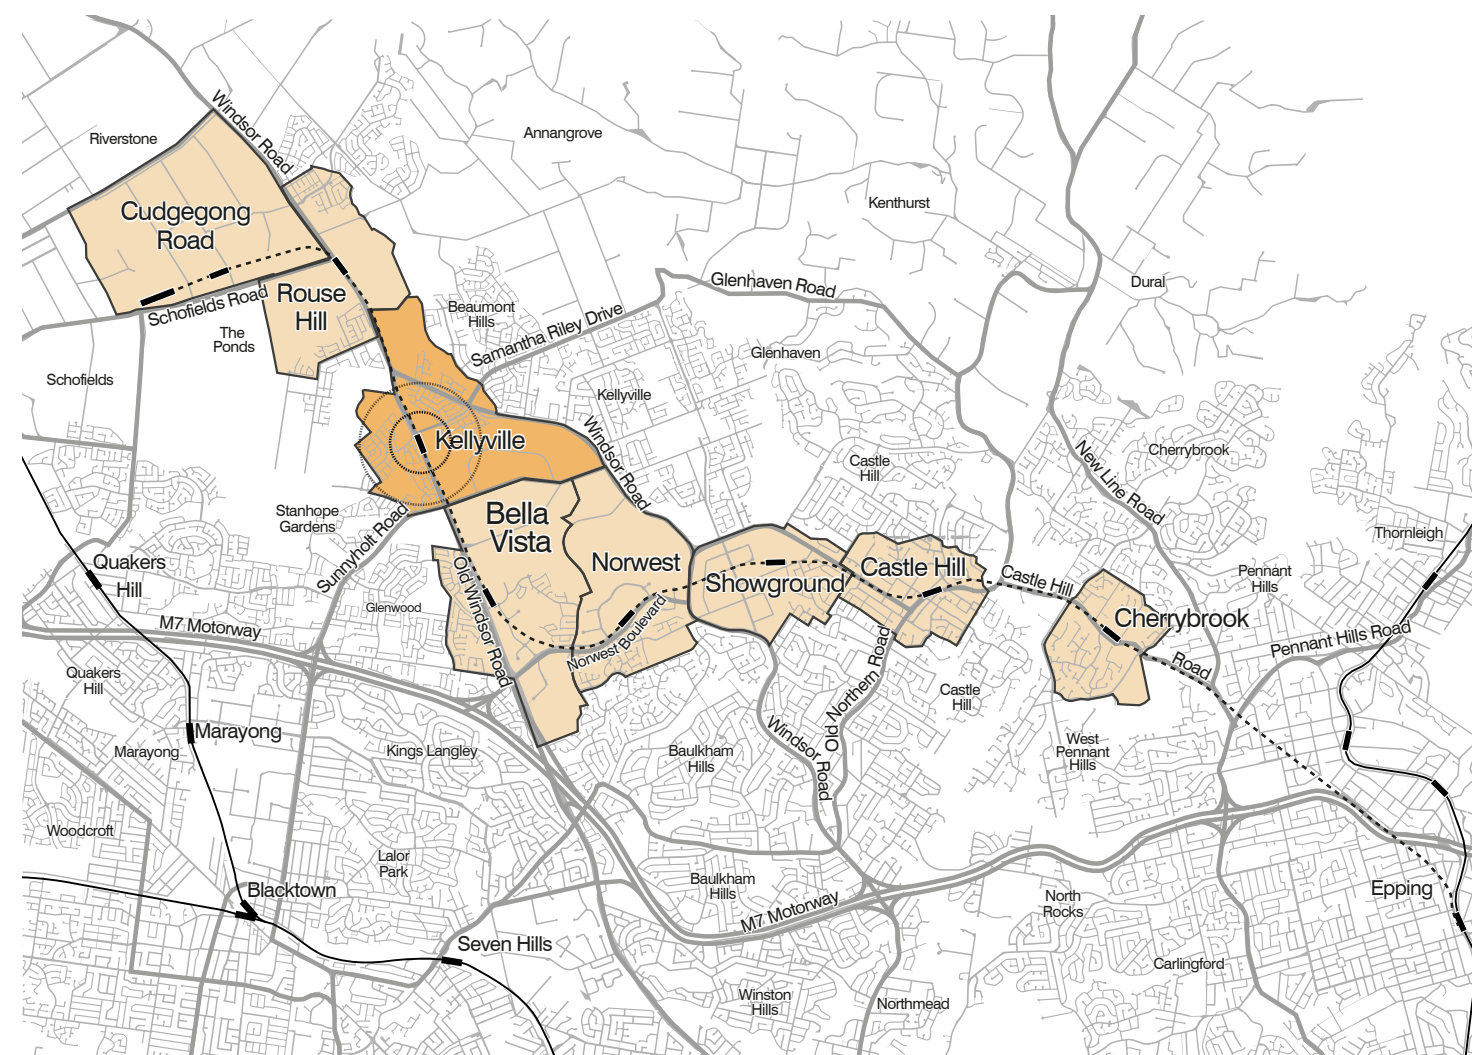 Windsor Road
Riverstone
Annangrove
Cudgegong
Road
Kenthurst
Schofields Road
Rouse
Hill
Beaumont
Hills
Samantha Riley Drive
Glenhaven Road
Dural
The
Ponds
Glenhaven
Schofields
Kellyville
Kellyville
Windsor Road
Castle
Hill
New Line Road
Cherrybrook
Stanhope
Gardens
Sunnyholt Road
Bella
Vista
Thornleigh
Quakers
Hill
Norwest
Showground
Castle Hill
Castle Hill
Road
Pennant
Hills
Glenwood
Old Windsor Road
Norwest Boulevard
Cherrybrook
M7 Motorway
Pennant Hills Road
Quakers
Hill
Old Northern Road
Castle
Hill
Marayong
Marayong
Kings Langley
Baulkham
Hills
Windsor Road
West
Pennant
Hills
Woodcroft
Lalor
Park
Blacktown
Baulkham
Hills
M7 Motorway
North
Rocks
Epping
Seven Hills
Carlingford
Winston
Hills
Northmead